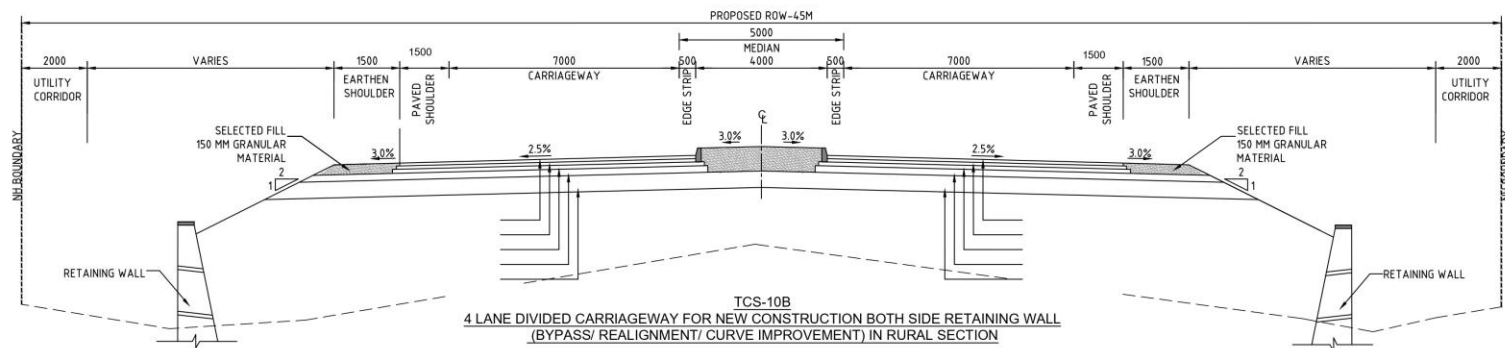 PROPOSED ROW-45M
5000
MEDIAN
2000
VARIES
1500
1500
7000
500
4000
500
7000
1500
1500
VARIES
2000
UTILITY
CORRIDOR
EARTHEN
SHOULDER
PAVED
SHOULDER
CARRIAGEWAY
EDGE STRIP
EDGE STRIP
CARRIAGEWAY
PAVED
SHOULDER
EARTHEN
SHOULDER
UTILITY
CORRIDOR
NH BOUNDARY
SELECTED FILL
150 MM GRANULAR
MATERIAL
3.0%
2.5%
3.0%
CL
3.0%
2.5%
3.0%
SELECTED FILL
150 MM GRANULAR
MATERIAL
2
1
2
1
RETAINING WALL
RETAINING WALL
TCS-10B
4 LANE DIVIDED CARRIAGEWAY FOR NEW CONSTRUCTION BOTH SIDE RETAINING WALL
(BYPASS/ REALIGNMENT/ CURVE IMPROVEMENT) IN RURAL SECTION